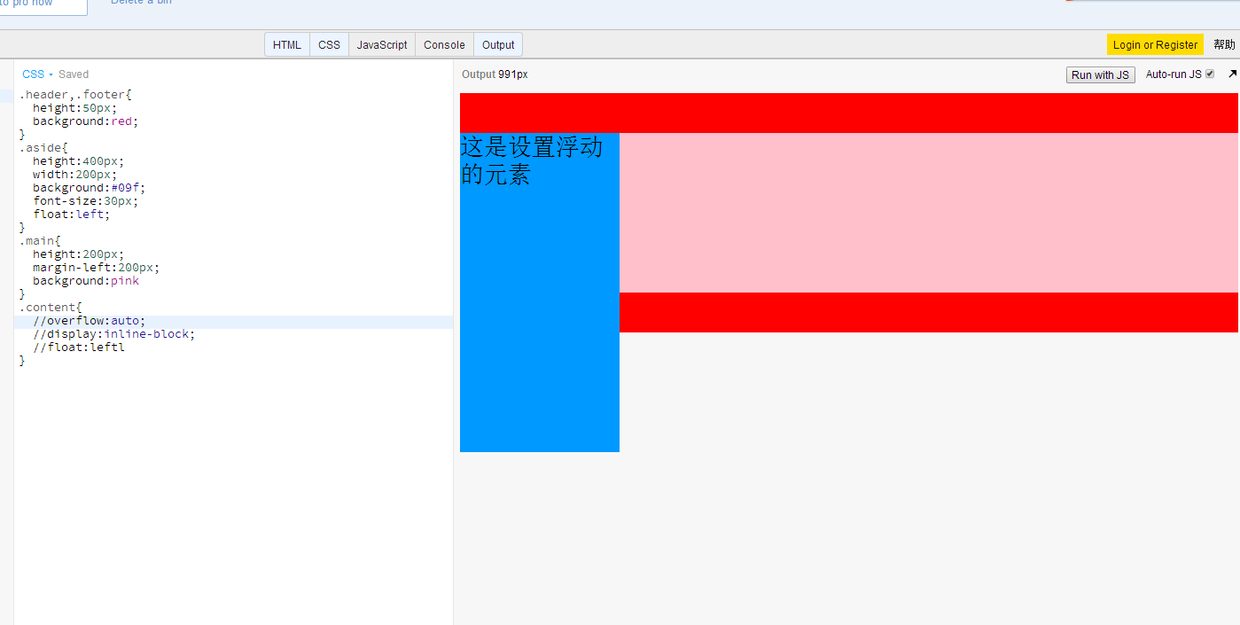 to pro now
Delete a bin
HTML CSS JavaScript Console Output
Login or Register 帮助
CSS • Saved
Output 991px
Run with JS
Auto-run JS
.header,.footer{
height:50px;
background:red;
}
.aside{
height:400px;
width:200px;
background:#09f;
font-size:30px;
float:left;
}
.main{
height:200px;
margin-left:200px;
background:pink
}
.content{
//overflow:auto;
//display:inline-block;
//float:leftl
}
这是设置浮动
的元素